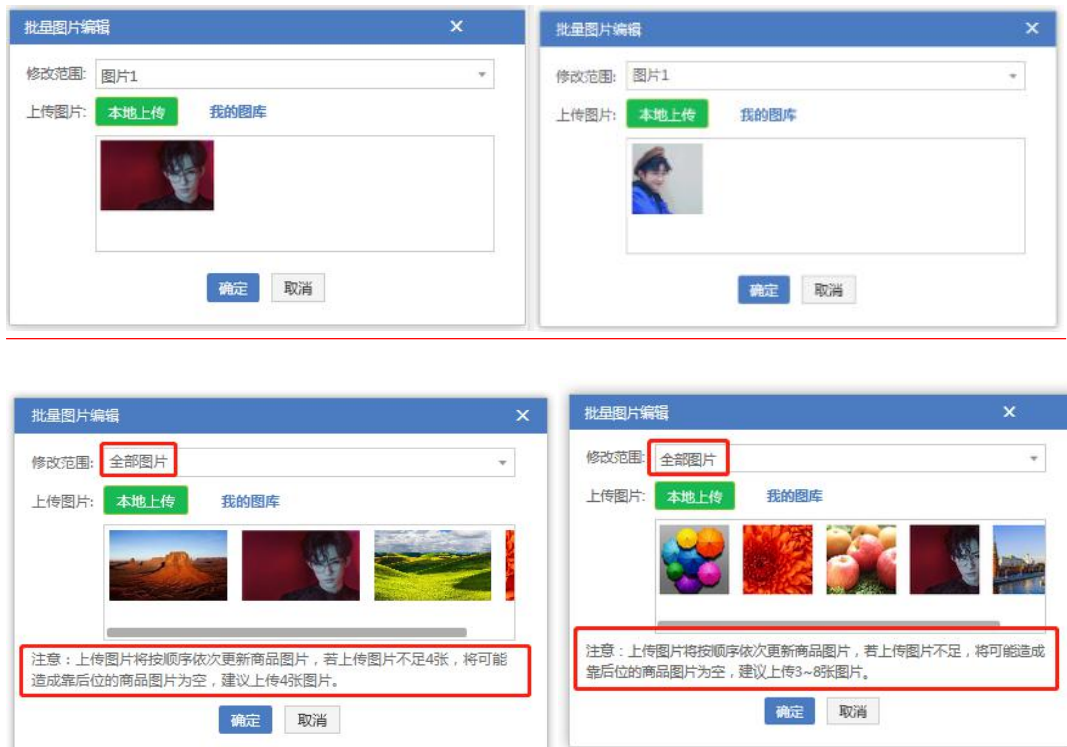 批量图片编辑
修改范围: 图片1
上传图片: 本地上传 我的图库
确定 取消
批量图片编辑
修改范围: 图片1
上传图片: 本地上传 我的图库
确定 取消
批量图片编辑
修改范围: 全部图片
上传图片: 本地上传 我的图库
注意：上传图片将按顺序依次更新商品图片，若上传图片不足4张，将可能
造成靠后位的商品图片为空，建议上传4张图片。
确定 取消
批量图片编辑
修改范围: 全部图片
上传图片: 本地上传 我的图库
注意：上传图片将按顺序依次更新商品图片，若上传图片不足，将可能造成
靠后位的商品图片为空，建议上传3~8张图片。
确定 取消